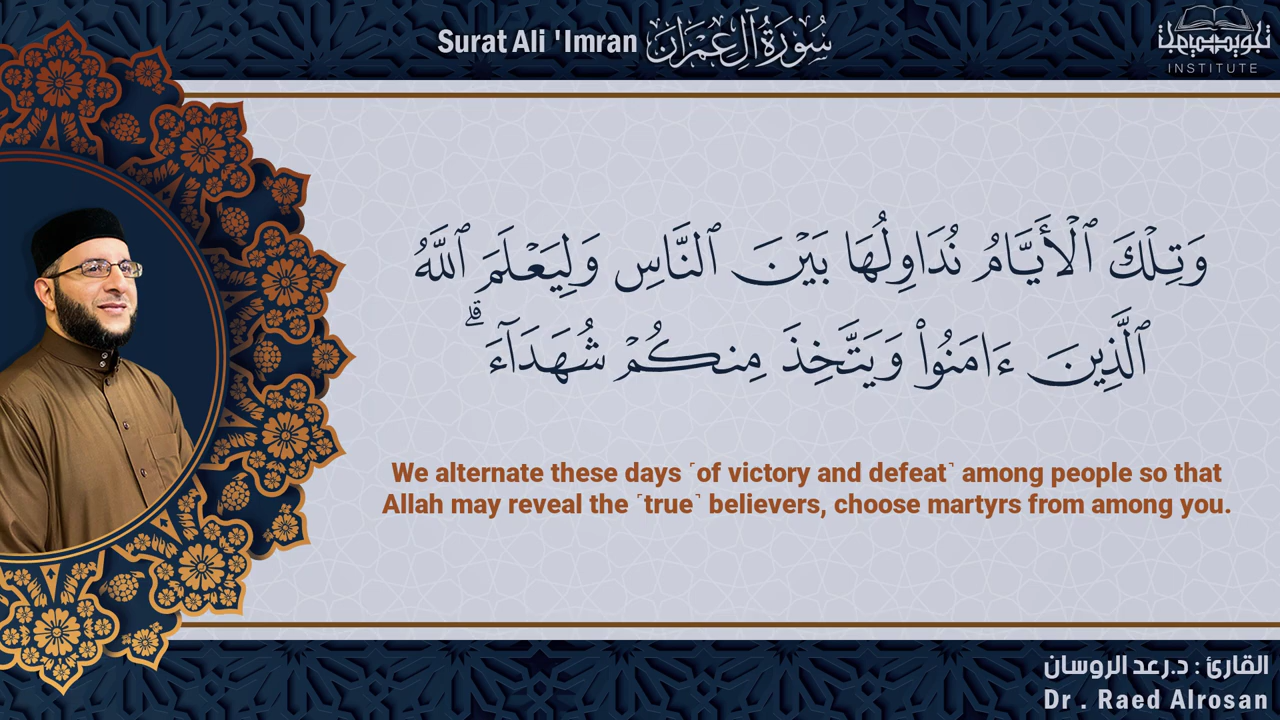 Surat Ali 'Imran سُورَةُ آلِ عِمْرَانَ
INSTITUTE
وَتِلْكَ ٱلْأَيَّامُ نُدَاوِلُهَا بَيْنَ ٱلنَّاسِ وَلِيَعْلَمَ ٱللَّهُ
ٱلَّذِينَ ءَامَنُوا۟ وَيَتَّخِذَ مِنكُمْ شُهَدَآءَ ۗ
We alternate these days ˹of victory and defeat˺ among people so that
Allah may reveal the ˹true˺ believers, choose martyrs from among you.
القارئ : د.رعد الروسان
Dr . Raed Alrosan